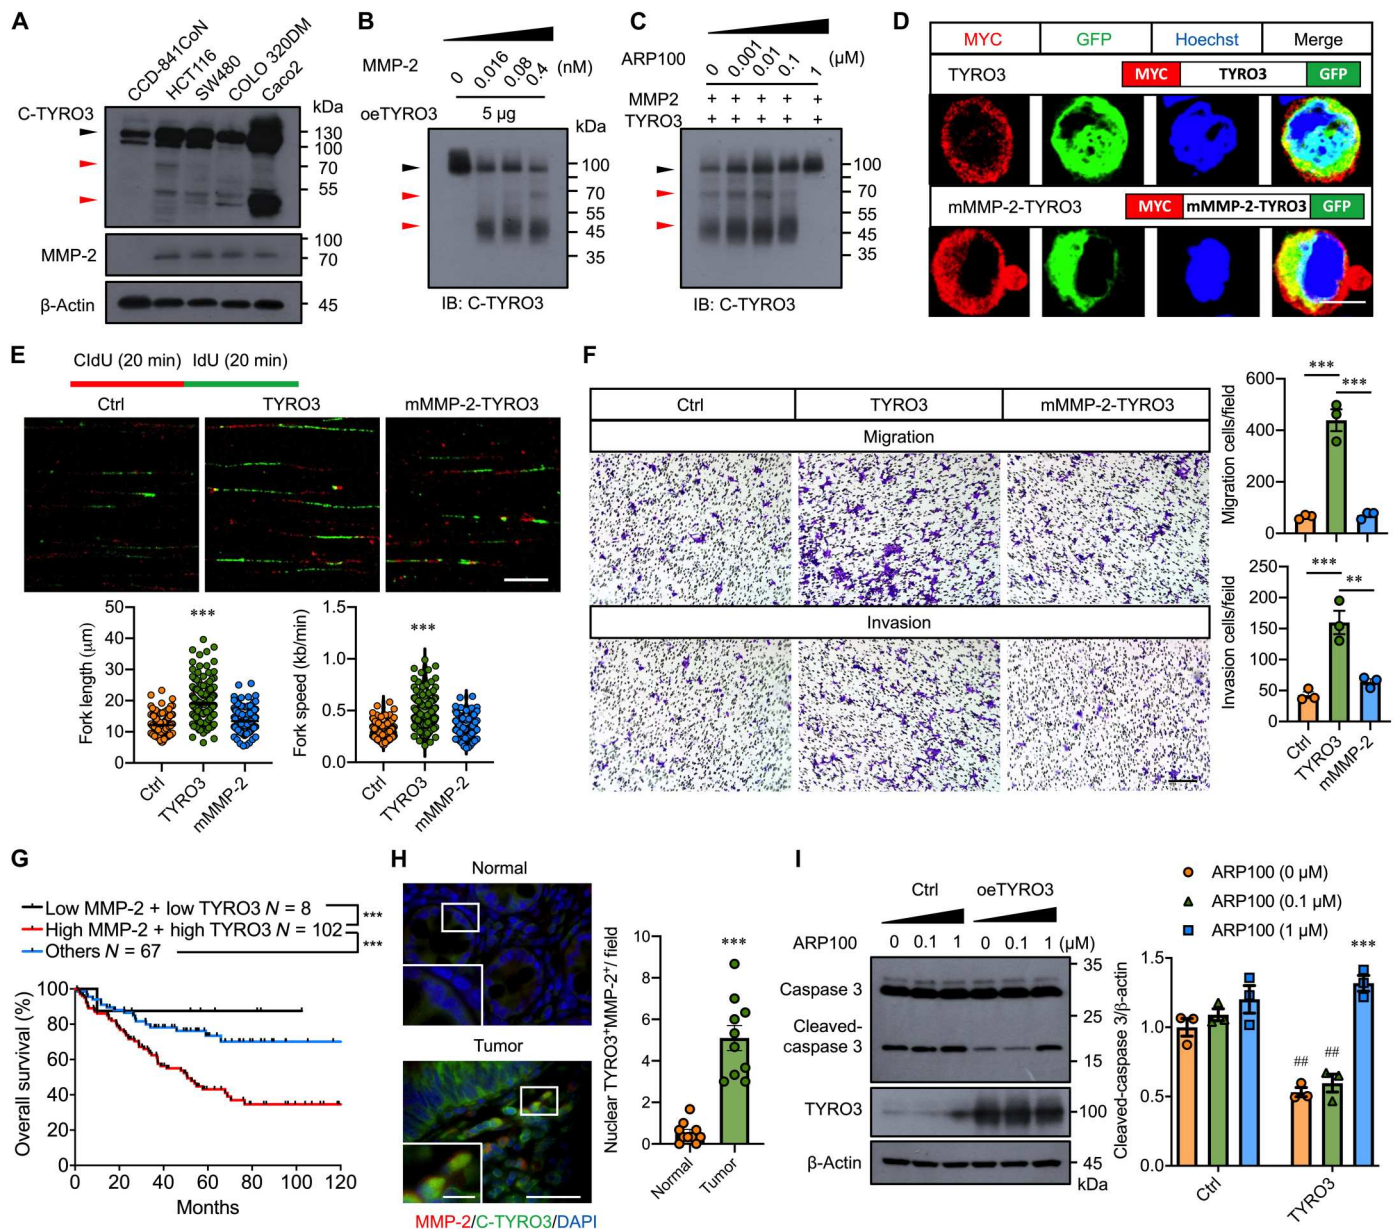 A
CCD-841CoN
HCT116
SW480
COLO 320DM
Caco2
kDa
C-TYRO3
130
100
70
55
MMP-2
100
70
β-Actin
45
B
MMP-2
0
0.016
0.08
0.4
(nM)
oeTYRO3
5 µg
kDa
100
70
55
45
35
IB: C-TYRO3
C
ARP100
0
0.001
0.01
0.1
1
(µM)
MMP2 + + + + +
TYRO3 + + + + +
100
70
55
45
35
IB: C-TYRO3
D
MYC GFP Hoechst Merge
TYRO3 MYC TYRO3 GFP
mMMP-2-TYRO3 MYC mMMP-2-TYRO3 GFP
E
CldU (20 min) IdU (20 min)
Ctrl TYRO3 mMMP-2-TYRO3
Fork length (µm)
50
40
30
20
10
0
***
Ctrl
TYRO3
mMMP-2
Fork speed (kb/min)
1.5
1.0
0.5
0.0
***
Ctrl
TYRO3
mMMP-2
F
Ctrl TYRO3 mMMP-2-TYRO3
Migration
Invasion
Migration cells/field
600
400
200
0
***
***
Invasion cells/feild
250
200
150
100
50
0
***
**
Ctrl
TYRO3
mMMP-2
G
Low MMP-2 + low TYRO3 N = 8
High MMP-2 + high TYRO3 N = 102
Others N = 67
***
***
Overall survival (%)
100
80
60
40
20
0
0 20 40 60 80 100 120
Months
H
Normal
Tumor
MMP-2/C-TYRO3/DAPI
Nuclear TYRO3⁺MMP-2⁺/ field
10
8
6
4
2
0
***
Normal
Tumor
I
Ctrl oeTYRO3
ARP100 0 0.1 1 0 0.1 1 (µM)
Caspase 3
Cleaved-
caspase 3
TYRO3
β-Actin
35
25
15
100
45
kDa
ARP100 (0 µM)
ARP100 (0.1 µM)
ARP100 (1 µM)
Cleaved-caspase 3/β-actin
1.5
1.0
0.5
0.0
##
##
***
Ctrl
TYRO3